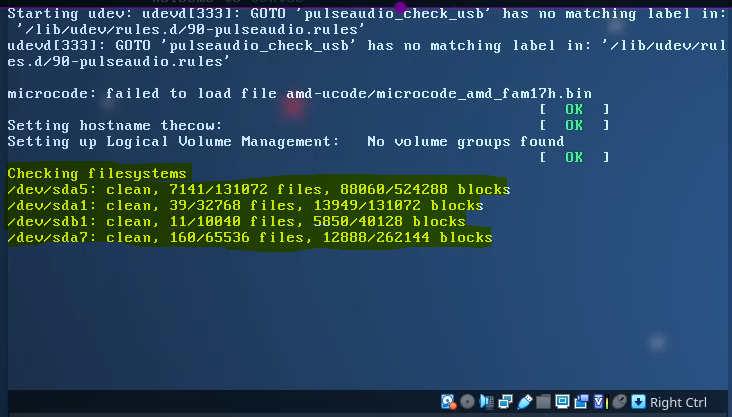 Starting udev: udevd[333]: GOTO 'pulseaudio_check_usb' has no matching label in:
'/lib/udev/rules.d/90-pulseaudio.rules'
udevd[333]: GOTO 'pulseaudio_check_usb' has no matching label in: '/lib/udev/rul
es.d/90-pulseaudio.rules'
microcode: failed to load file amd-ucode/microcode_amd_fam17h.bin
[ OK ]
Setting hostname thecow: [ OK ]
Setting up Logical Volume Management: No volume groups found
[ OK ]
Checking filesystems
/dev/sda5: clean, 7141/131072 files, 88060/524288 blocks
/dev/sda1: clean, 39/32768 files, 13949/131072 blocks
/dev/sdb1: clean, 11/10040 files, 5850/40128 blocks
/dev/sda7: clean, 160/65536 files, 12888/262144 blocks
Right Ctrl